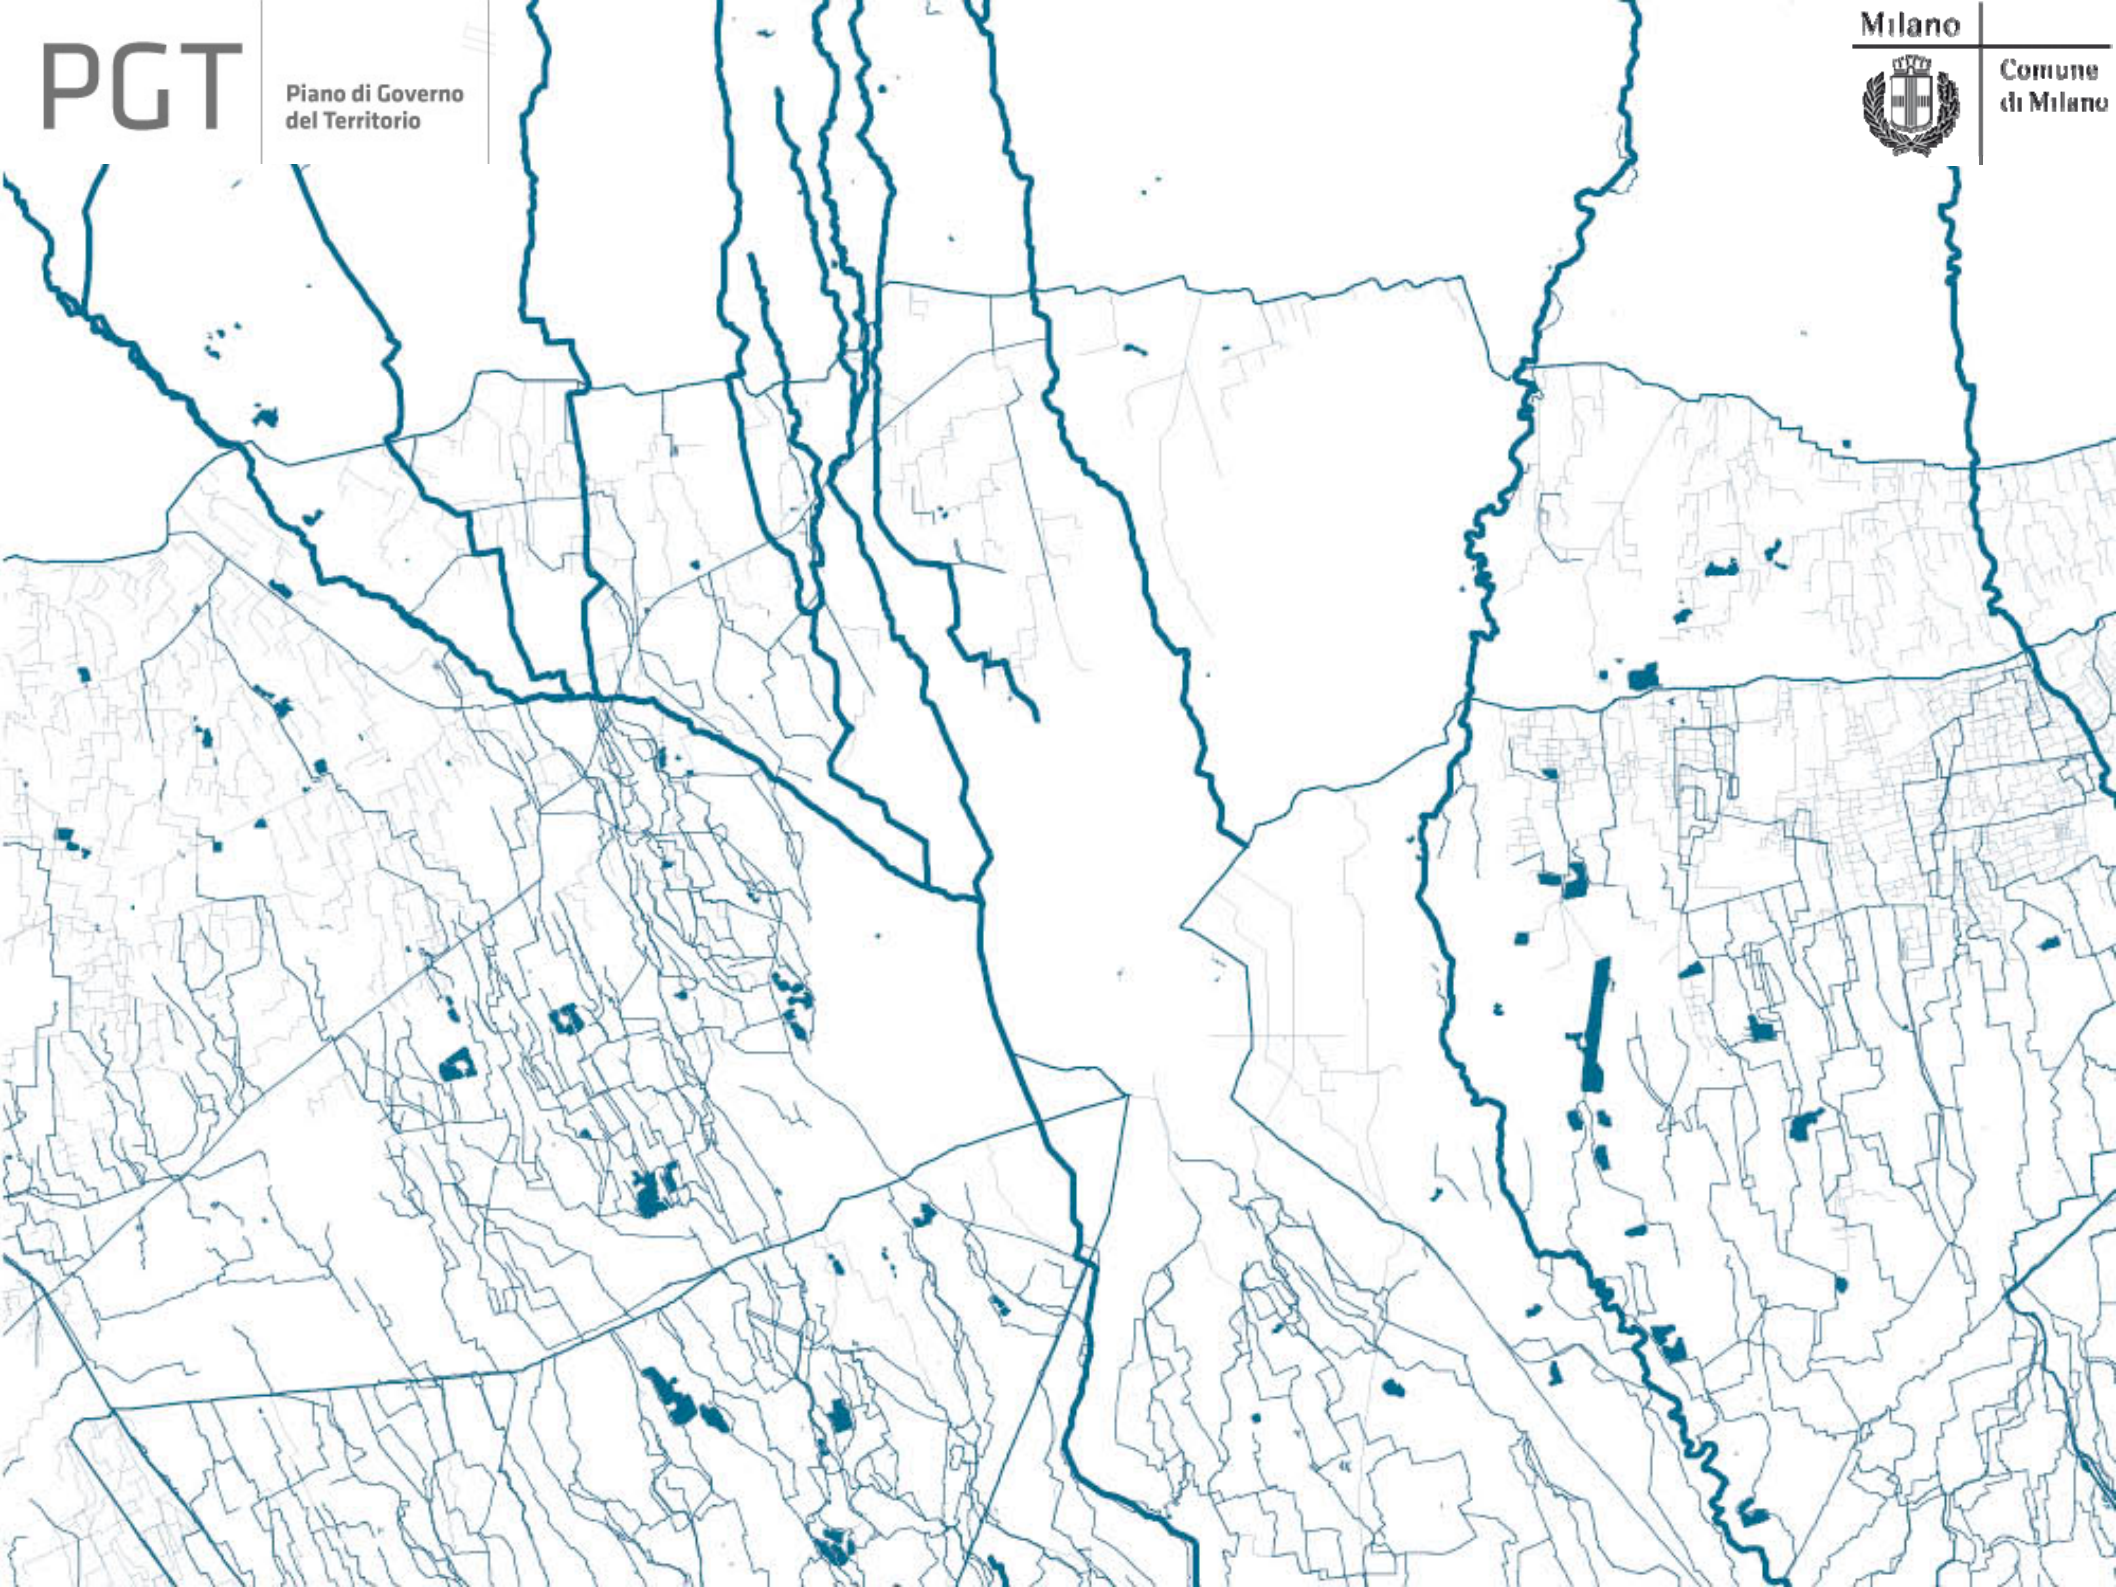 PGT
Piano di Governo
del Territorio
Milano
Comune
di Milano